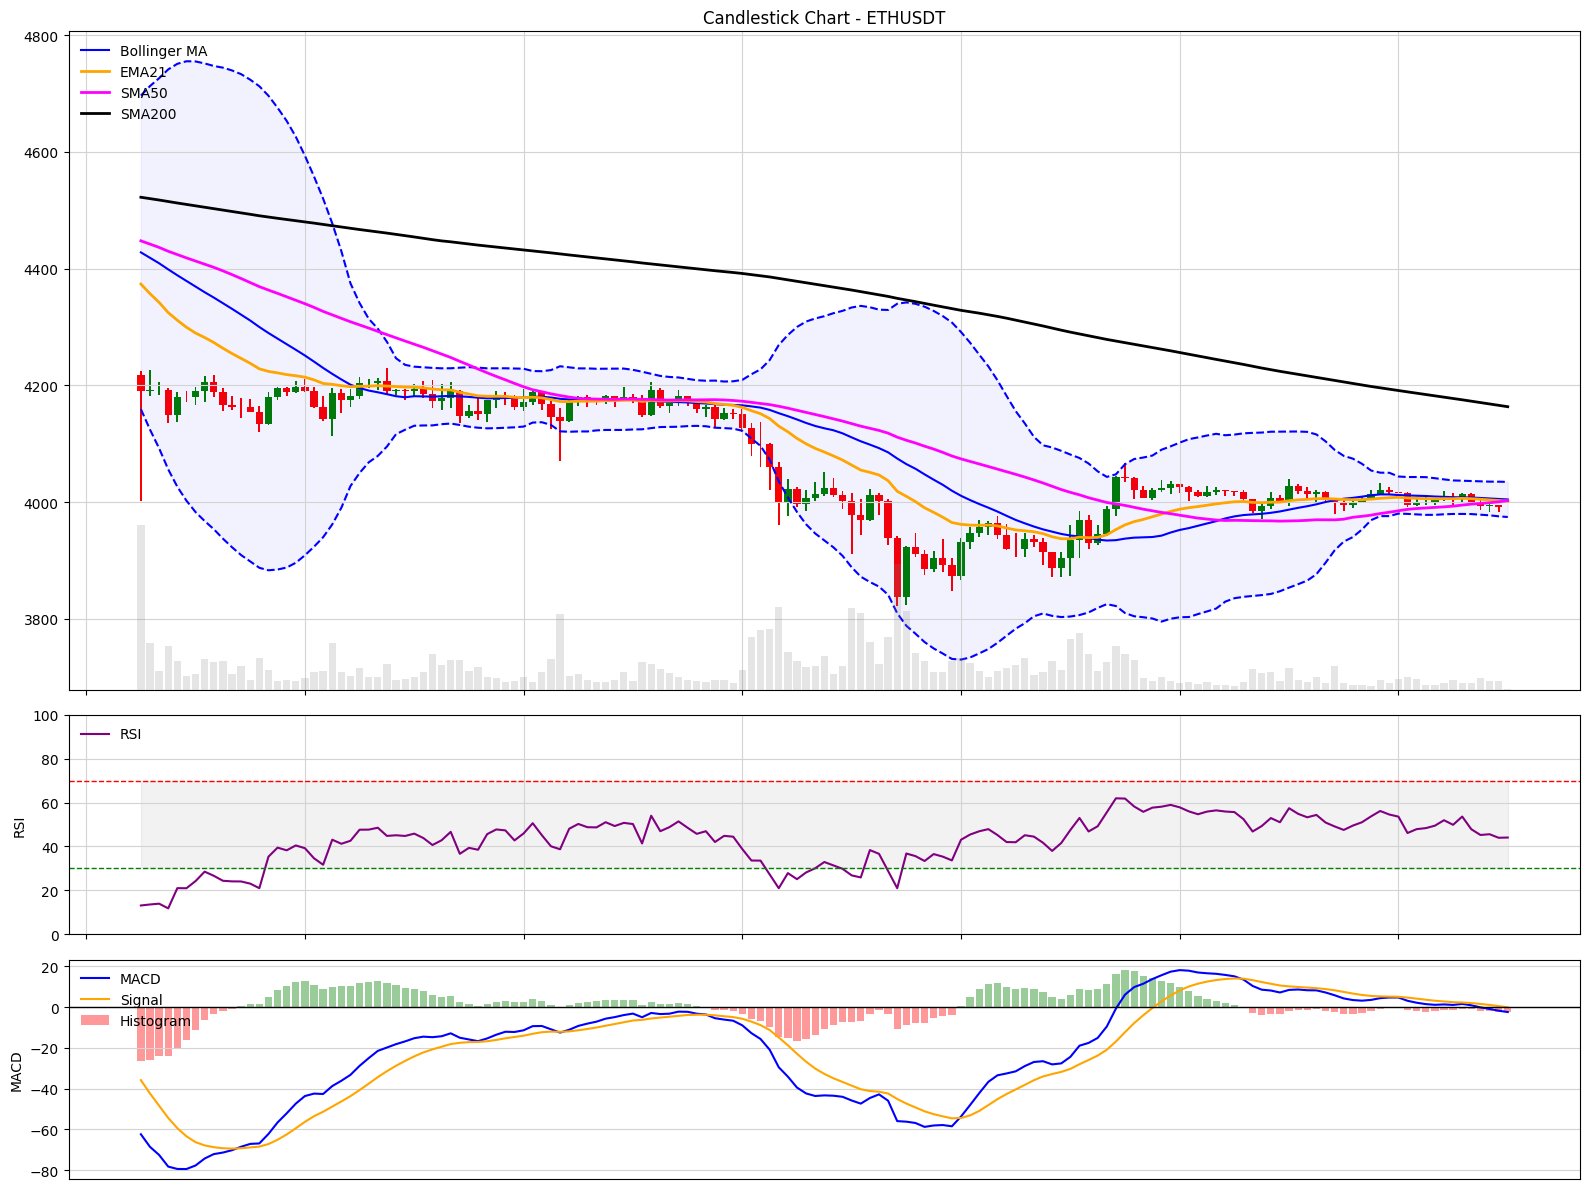 Candlestick Chart - ETHUSDT
4800
4600
4400
4200
4000
3800
Bollinger MA
EMA21
SMA50
SMA200
100
80
60
40
20
0
RSI
RSI
20
0
−20
−40
−60
−80
MACD
MACD
Signal
Histogram